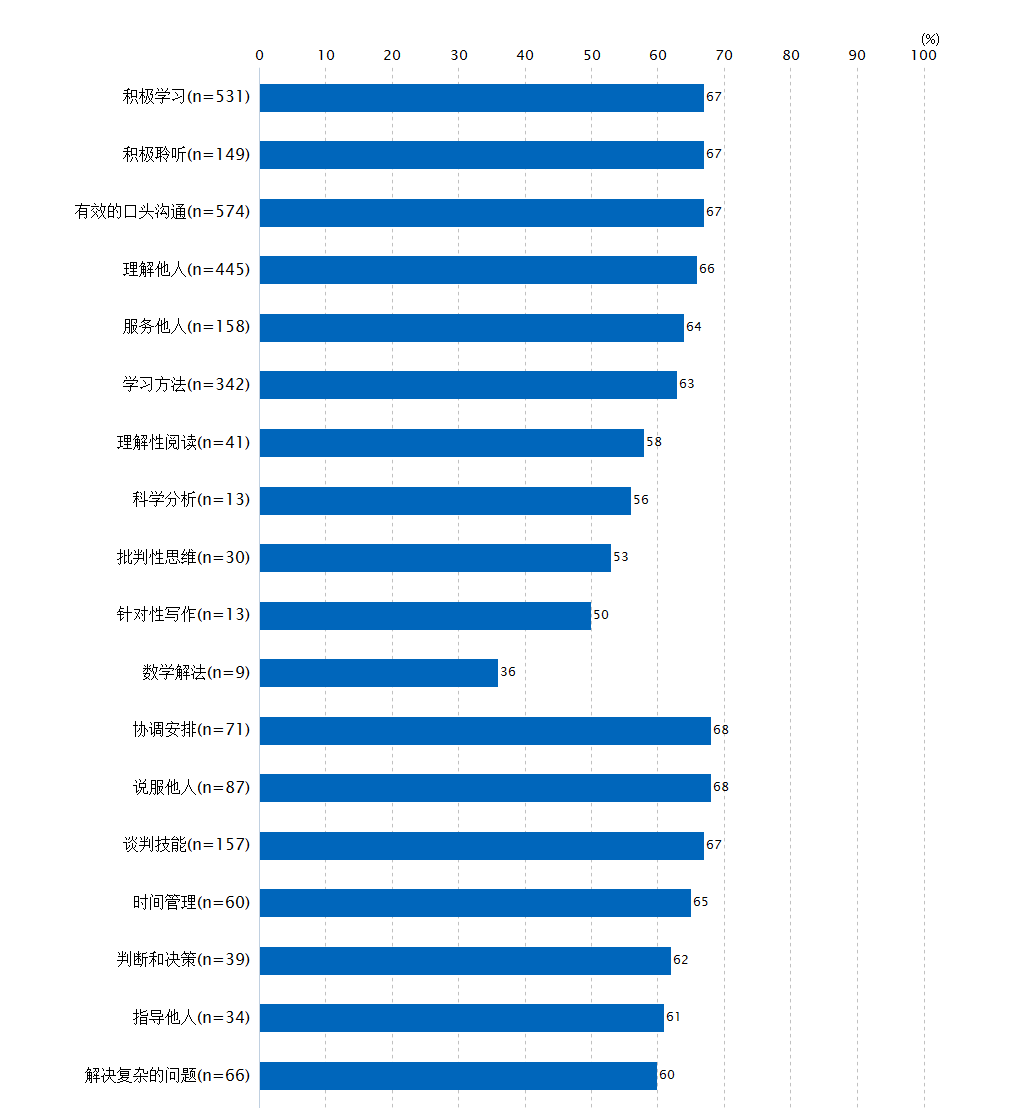 (%)
0 10 20 30 40 50 60 70 80 90 100
积极学习(n=531) 67
积极聆听(n=149) 67
有效的口头沟通(n=574) 67
理解他人(n=445) 66
服务他人(n=158) 64
学习方法(n=342) 63
理解性阅读(n=41) 58
科学分析(n=13) 56
批判性思维(n=30) 53
针对性写作(n=13) 50
数学解法(n=9) 36
协调安排(n=71) 68
说服他人(n=87) 68
谈判技能(n=157) 67
时间管理(n=60) 65
判断和决策(n=39) 62
指导他人(n=34) 61
解决复杂的问题(n=66) 60